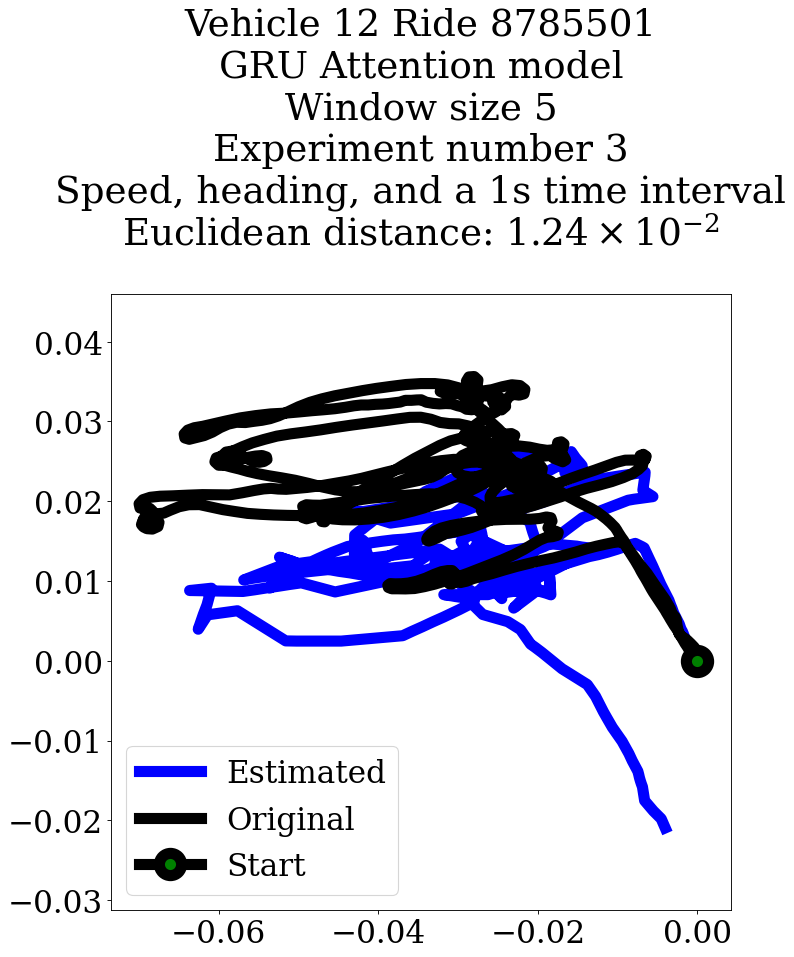 Vehicle 12 Ride 8785501
GRU Attention model
Window size 5
Experiment number 3
Speed, heading, and a 1s time interval
Euclidean distance: 1.24 × 10⁻²
0.04
0.03
0.02
0.01
0.00
−0.01
−0.02
−0.03
Estimated
Original
Start
−0.06 −0.04 −0.02 0.00